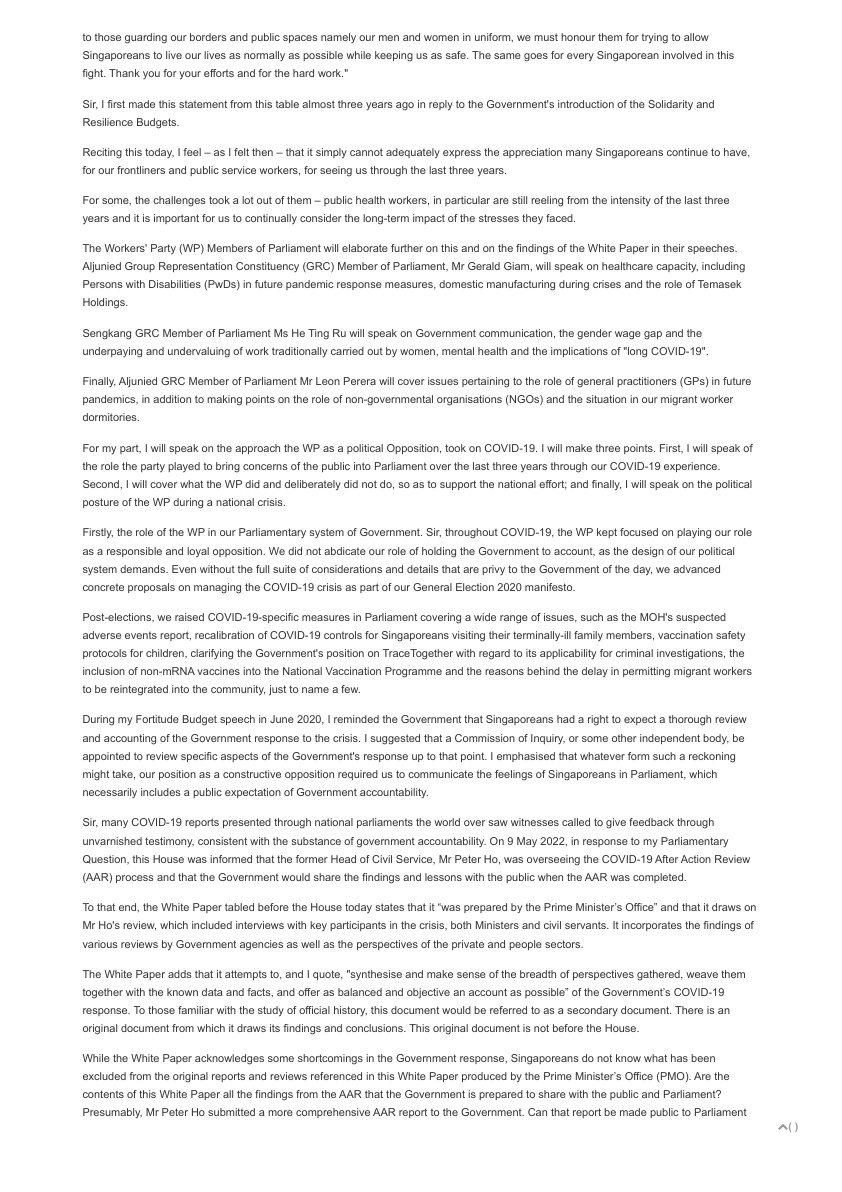 to those guarding our borders and public spaces namely our men and women in uniform, we must honour them for trying to allow
Singaporeans to live our lives as normally as possible while keeping us as safe. The same goes for every Singaporean involved in this
fight. Thank you for your efforts and for the hard work."
Sir, I first made this statement from this table almost three years ago in reply to the Government's introduction of the Solidarity and
Resilience Budgets.
Reciting this today, I feel – as I felt then – that it simply cannot adequately express the appreciation many Singaporeans continue to have,
for our frontliners and public service workers, for seeing us through the last three years.
For some, the challenges took a lot out of them – public health workers, in particular are still reeling from the intensity of the last three
years and it is important for us to continually consider the long-term impact of the stresses they faced.
The Workers' Party (WP) Members of Parliament will elaborate further on this and on the findings of the White Paper in their speeches.
Aljunied Group Representation Constituency (GRC) Member of Parliament, Mr Gerald Giam, will speak on healthcare capacity, including
Persons with Disabilities (PwDs) in future pandemic response measures, domestic manufacturing during crises and the role of Temasek
Holdings.
Sengkang GRC Member of Parliament Ms He Ting Ru will speak on Government communication, the gender wage gap and the
underpaying and undervaluing of work traditionally carried out by women, mental health and the implications of "long COVID-19".
Finally, Aljunied GRC Member of Parliament Mr Leon Perera will cover issues pertaining to the role of general practitioners (GPs) in future
pandemics, in addition to making points on the role of non-governmental organisations (NGOs) and the situation in our migrant worker
dormitories.
For my part, I will speak on the approach the WP as a political Opposition, took on COVID-19. I will make three points. First, I will speak of
the role the party played to bring concerns of the public into Parliament over the last three years through our COVID-19 experience.
Second, I will cover what the WP did and deliberately did not do, so as to support the national effort; and finally, I will speak on the political
posture of the WP during a national crisis.
Firstly, the role of the WP in our Parliamentary system of Government. Sir, throughout COVID-19, the WP kept focused on playing our role
as a responsible and loyal opposition. We did not abdicate our role of holding the Government to account, as the design of our political
system demands. Even without the full suite of considerations and details that are privy to the Government of the day, we advanced
concrete proposals on managing the COVID-19 crisis as part of our General Election 2020 manifesto.
Post-elections, we raised COVID-19-specific measures in Parliament covering a wide range of issues, such as the MOH's suspected
adverse events report, recalibration of COVID-19 controls for Singaporeans visiting their terminally-ill family members, vaccination safety
protocols for children, clarifying the Government's position on TraceTogether with regard to its applicability for criminal investigations, the
inclusion of non-mRNA vaccines into the National Vaccination Programme and the reasons behind the delay in permitting migrant workers
to be reintegrated into the community, just to name a few.
During my Fortitude Budget speech in June 2020, I reminded the Government that Singaporeans had a right to expect a thorough review
and accounting of the Government response to the crisis. I suggested that a Commission of Inquiry, or some other independent body, be
appointed to review specific aspects of the Government's response up to that point. I emphasised that whatever form such a reckoning
might take, our position as a constructive opposition required us to communicate the feelings of Singaporeans in Parliament, which
necessarily includes a public expectation of Government accountability.
Sir, many COVID-19 reports presented through national parliaments the world over saw witnesses called to give feedback through
unvarnished testimony, consistent with the substance of government accountability. On 9 May 2022, in response to my Parliamentary
Question, this House was informed that the former Head of Civil Service, Mr Peter Ho, was overseeing the COVID-19 After Action Review
(AAR) process and that the Government would share the findings and lessons with the public when the AAR was completed.
To that end, the White Paper tabled before the House today states that it “was prepared by the Prime Minister’s Office” and that it draws on
Mr Ho's review, which included interviews with key participants in the crisis, both Ministers and civil servants. It incorporates the findings of
various reviews by Government agencies as well as the perspectives of the private and people sectors.
The White Paper adds that it attempts to, and I quote, "synthesise and make sense of the breadth of perspectives gathered, weave them
together with the known data and facts, and offer as balanced and objective an account as possible” of the Government’s COVID-19
response. To those familiar with the study of official history, this document would be referred to as a secondary document. There is an
original document from which it draws its findings and conclusions. This original document is not before the House.
While the White Paper acknowledges some shortcomings in the Government response, Singaporeans do not know what has been
excluded from the original reports and reviews referenced in this White Paper produced by the Prime Minister’s Office (PMO). Are the
contents of this White Paper all the findings from the AAR that the Government is prepared to share with the public and Parliament?
Presumably, Mr Peter Ho submitted a more comprehensive AAR report to the Government. Can that report be made public to Parliament
( )